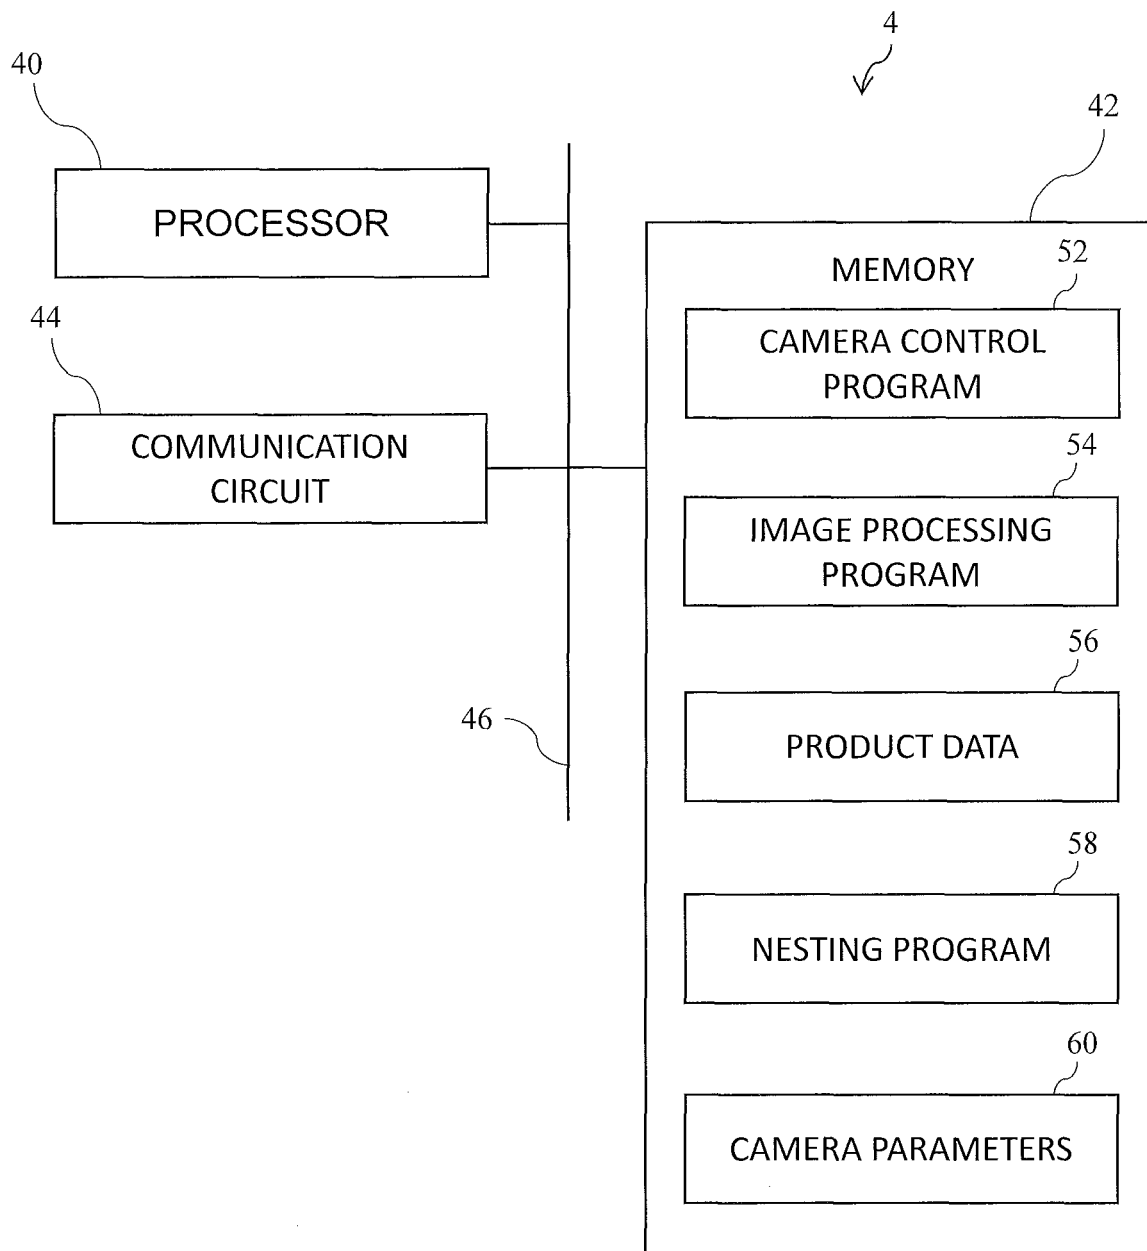 4
40
42
PROCESSOR
MEMORY
52
CAMERA CONTROL
PROGRAM
44
COMMUNICATION
CIRCUIT
54
IMAGE PROCESSING
PROGRAM
56
PRODUCT DATA
46
58
NESTING PROGRAM
60
CAMERA PARAMETERS